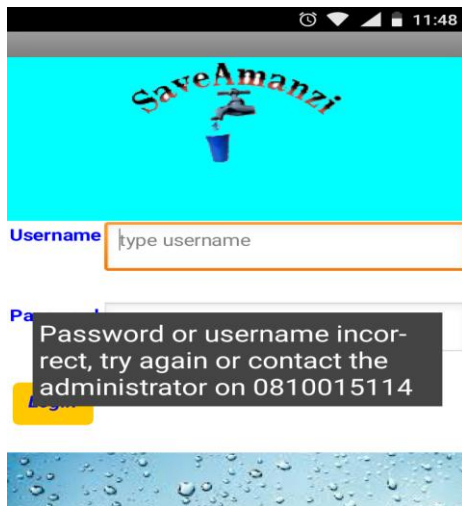 11:48
SaveAmanzi
Username
type username
Password or username incor-
rect, try again or contact the
administrator on 0810015114